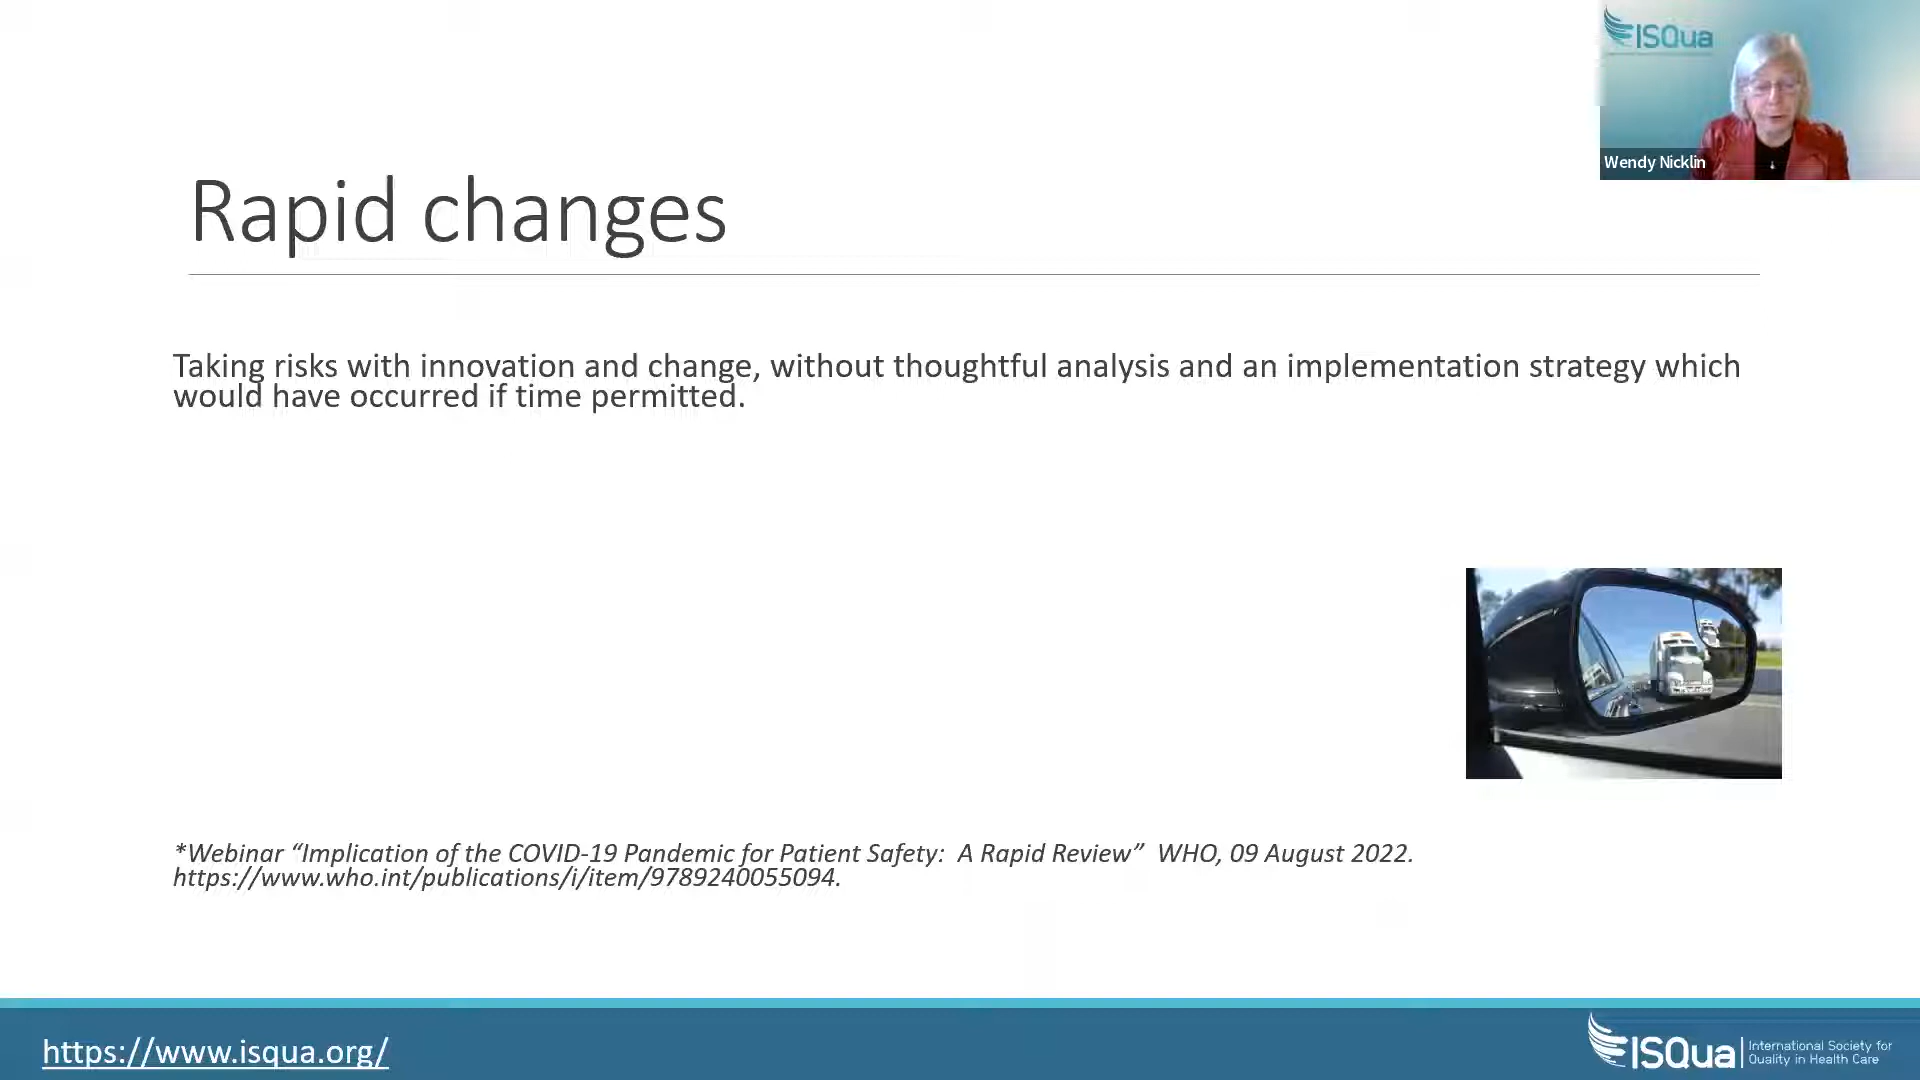 ISQua
Wendy Nicklin
Rapid changes
Taking risks with innovation and change, without thoughtful analysis and an implementation strategy which
would have occurred if time permitted.
*Webinar “Implication of the COVID-19 Pandemic for Patient Safety:  A Rapid Review”  WHO, 09 August 2022.
https://www.who.int/publications/i/item/9789240055094.
https://www.isqua.org/
ISQua
International Society for
Quality in Health Care